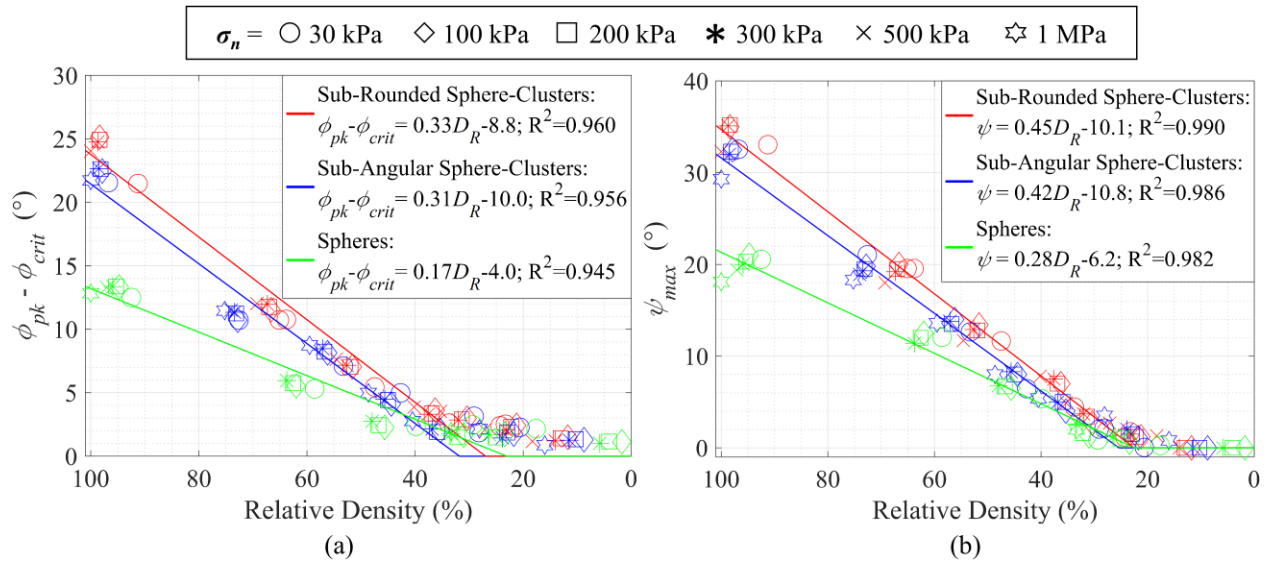 σn = 30 kPa 100 kPa 200 kPa 300 kPa 500 kPa 1 MPa
30
25
20
15
10
5
0
ϕpk - ϕcrit (°)
Sub-Rounded Sphere-Clusters:
ϕpk-ϕcrit= 0.33DR-8.8; R²=0.960
Sub-Angular Sphere-Clusters:
ϕpk-ϕcrit= 0.31DR-10.0; R²=0.956
Spheres:
ϕpk-ϕcrit= 0.17DR-4.0; R²=0.945
100 80 60 40 20 0
Relative Density (%)
(a)
40
30
20
10
0
ψmax (°)
Sub-Rounded Sphere-Clusters:
ψ = 0.45DR-10.1; R²=0.990
Sub-Angular Sphere-Clusters:
ψ = 0.42DR-10.8; R²=0.986
Spheres:
ψ = 0.28DR-6.2; R²=0.982
100 80 60 40 20 0
Relative Density (%)
(b)